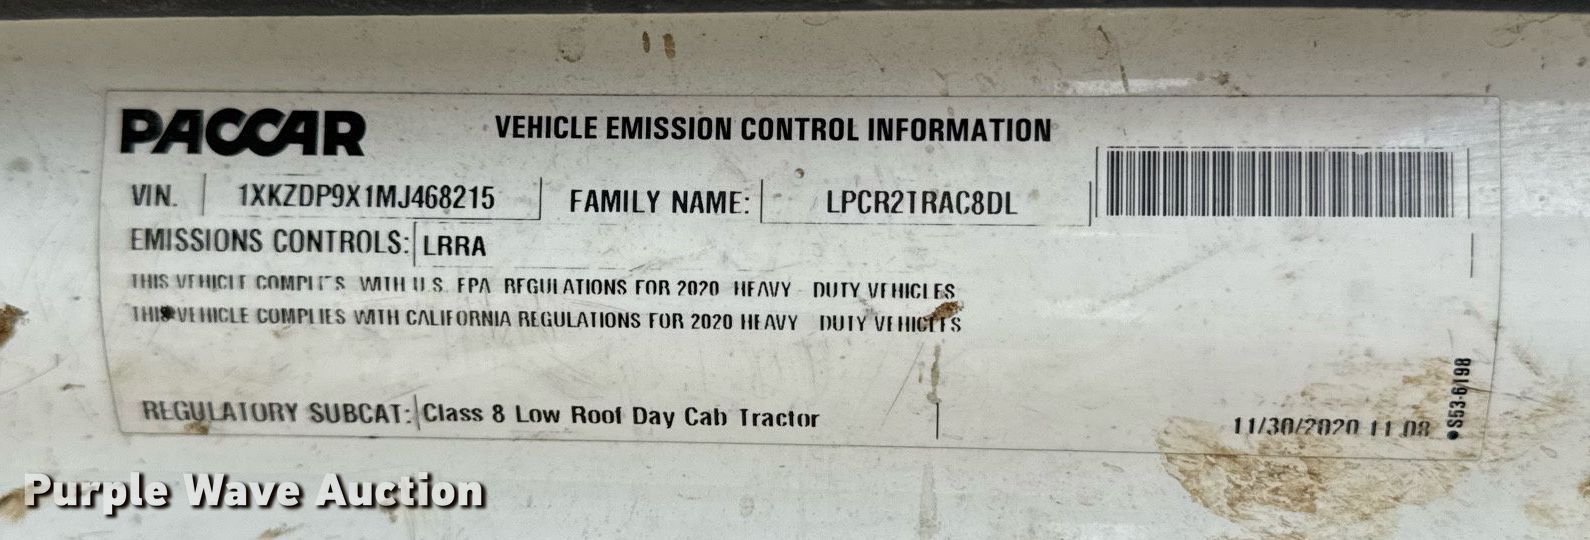 PACCAR VEHICLE EMISSION CONTROL INFORMATION
VIN. 1XKZDP9X1MJ468215 FAMILY NAME: LPCR2TRAC8DL
EMISSIONS CONTROLS: LRRA
THIS VEHICLE COMPLIES WITH U.S. EPA REGULATIONS FOR 2020 HEAVY - DUTY VEHICLES
THIS VEHICLE COMPLIES WITH CALIFORNIA REGULATIONS FOR 2020 HEAVY DUTY VEHICLES
REGULATORY SUBCAT: Class 8 Low Roof Day Cab Tractor
11/30/2020 11 08
S53-6198
Purple Wave Auction